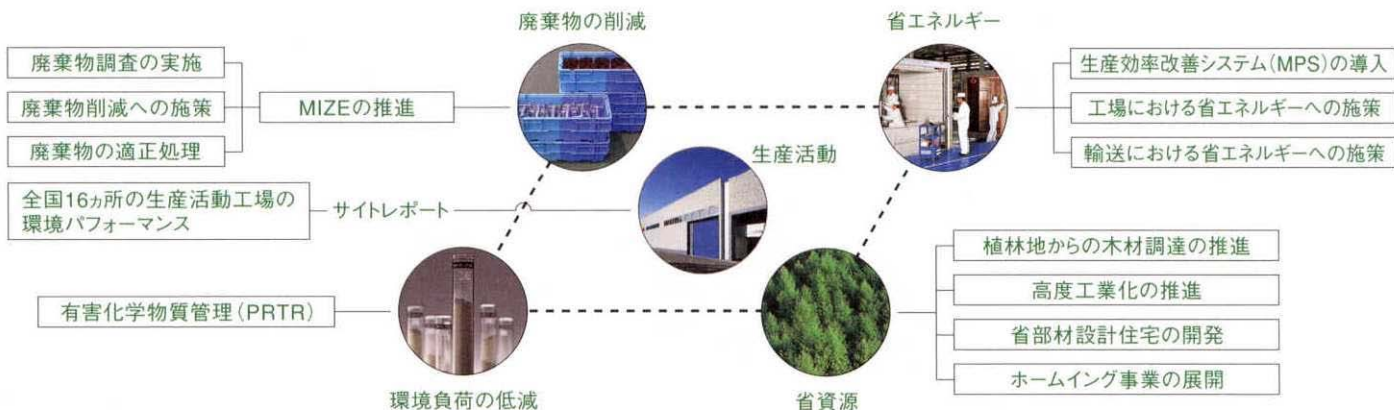 廃棄物の削減
省エネルギー
廃棄物調査の実施
廃棄物削減への施策
廃棄物の適正処理
MIZEの推進
生産効率改善システム(MPS)の導入
工場における省エネルギーへの施策
輸送における省エネルギーへの施策
生産活動
全国16ヵ所の生産活動工場の
環境パフォーマンス
サイトレポート
植林地からの木材調達の推進
高度工業化の推進
省部材設計住宅の開発
ホームイング事業の展開
有害化学物質管理(PRTR)
環境負荷の低減
省資源